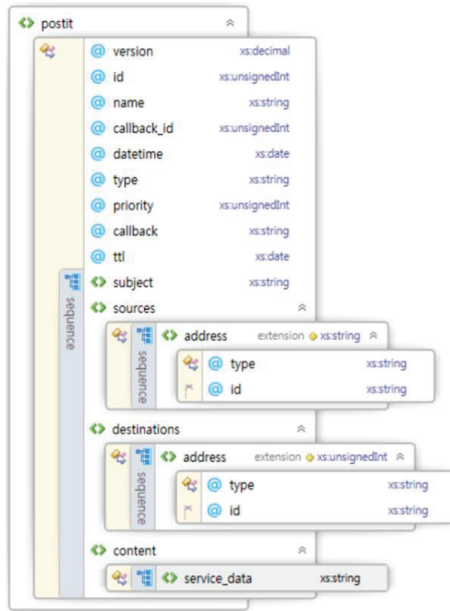 postit
@ version xs:decimal
@ id xs:unsignedInt
@ name xs:string
@ callback_id xs:unsignedInt
@ datetime xs:date
@ type xs:string
@ priority xs:unsignedInt
@ callback xs:string
@ ttl xs:date
sequence
subject xs:string
sources
sequence
address extension xs:string
@ type xs:string
@ id xs:string
destinations
sequence
address extension xs:unsignedInt
@ type xs:string
@ id xs:string
content
service_data xs:string